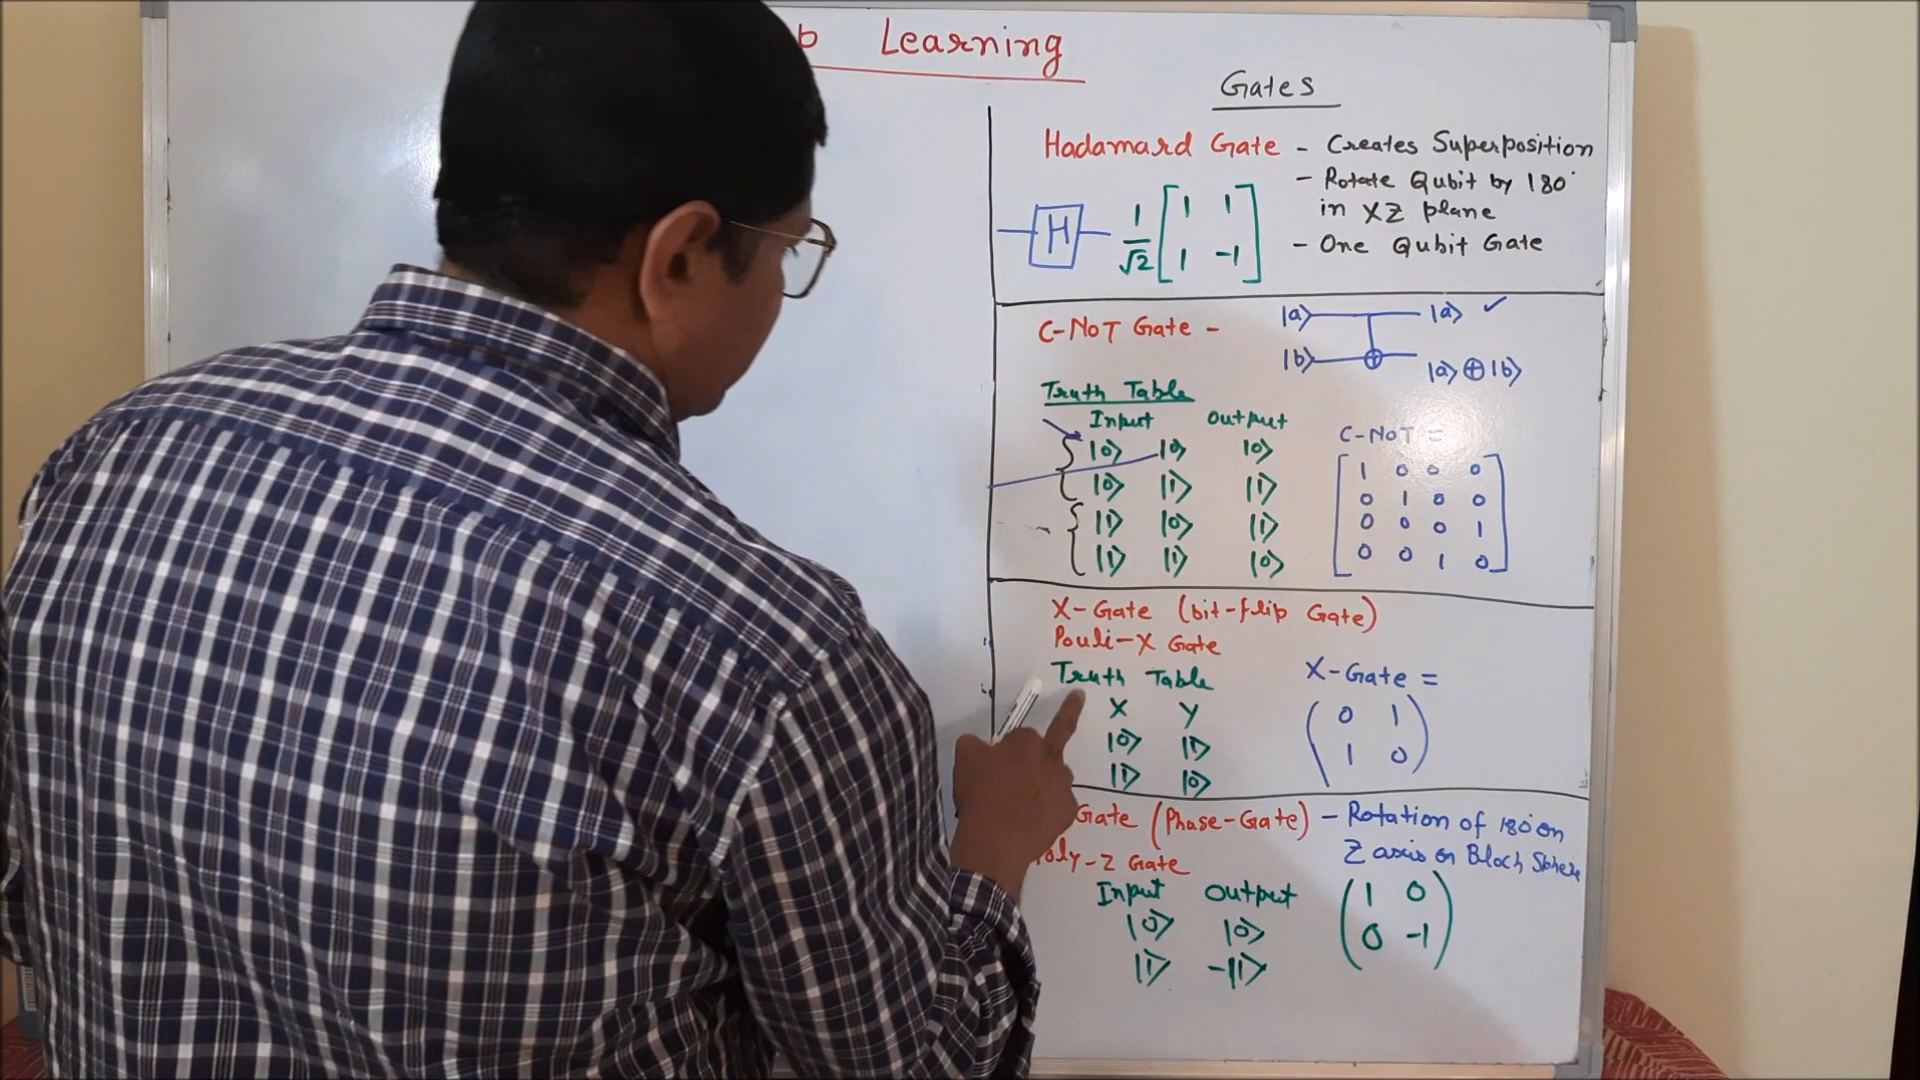 b Learning
Gates
Hadamard Gate - Creates Superposition
- Rotate Qubit by 180°
in XZ plane
- One Qubit Gate
H
1/√2 [1 1
1 -1]
C-NOT Gate -
|a⟩ |a⟩ ✓
|b⟩ |a⟩ ⊕ |b⟩
Truth Table
Input Output
|0⟩ |0⟩ |0⟩
|0⟩ |1⟩ |1⟩
|1⟩ |0⟩ |1⟩
|1⟩ |1⟩ |0⟩
C-NOT =
1 0 0 0
0 1 0 0
0 0 0 1
0 0 1 0
X-Gate (bit-flip Gate)
Pouli-X Gate
Truth Table
X Y
|0⟩ |1⟩
|1⟩ |0⟩
X-Gate =
0 1
1 0
Gate (Phase-Gate) - Rotation of 180° on
Z axis on Bloch Sphere
oly-Z Gate
Input Output
|0⟩ |0⟩
|1⟩ -|1⟩
1 0
0 -1